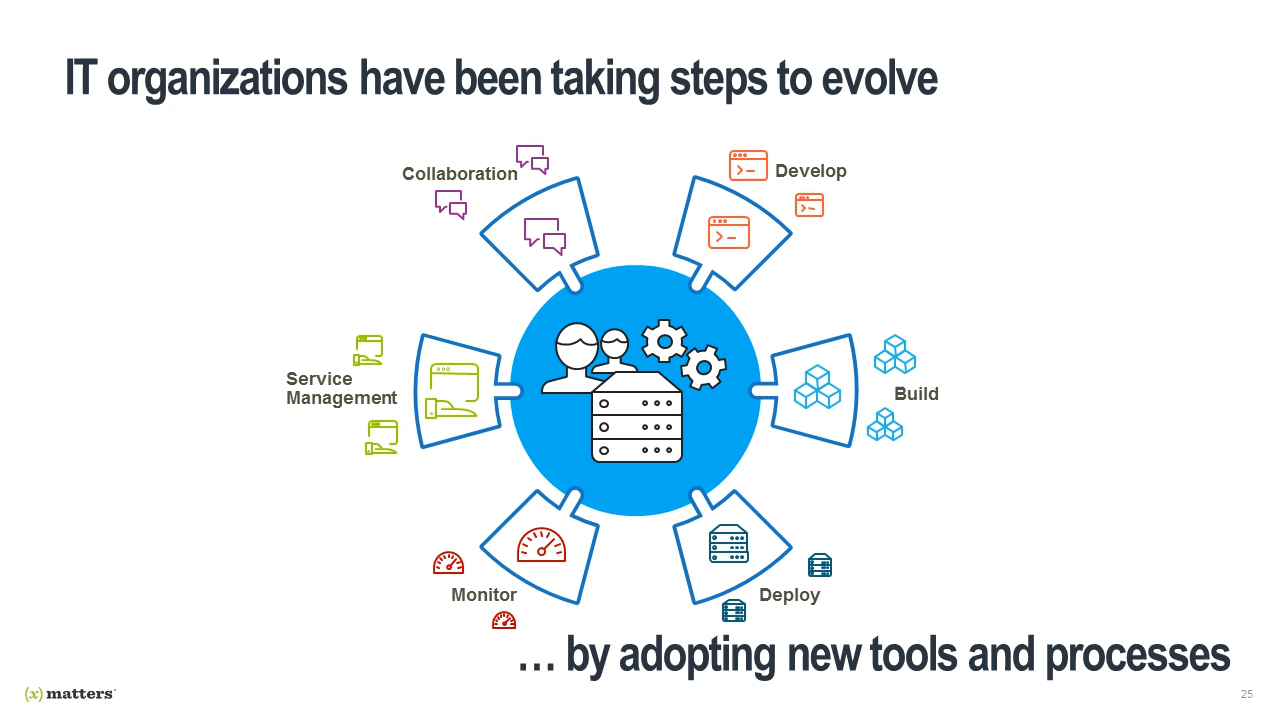 IT organizations have been taking steps to evolve
Collaboration
Develop
Service
Management
Build
Monitor
Deploy
… by adopting new tools and processes
(x) matters
25